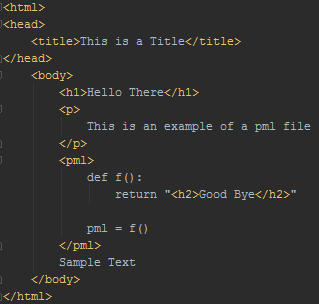 <html>
<head>
    <title>This is a Title</title>
</head>
    <body>
        <h1>Hello There</h1>
        <p>
            This is an example of a pml file
        </p>
        <pml>
            def f():
                return "<h2>Good Bye</h2>"

            pml = f()
        </pml>
        Sample Text
    </body>
</html>